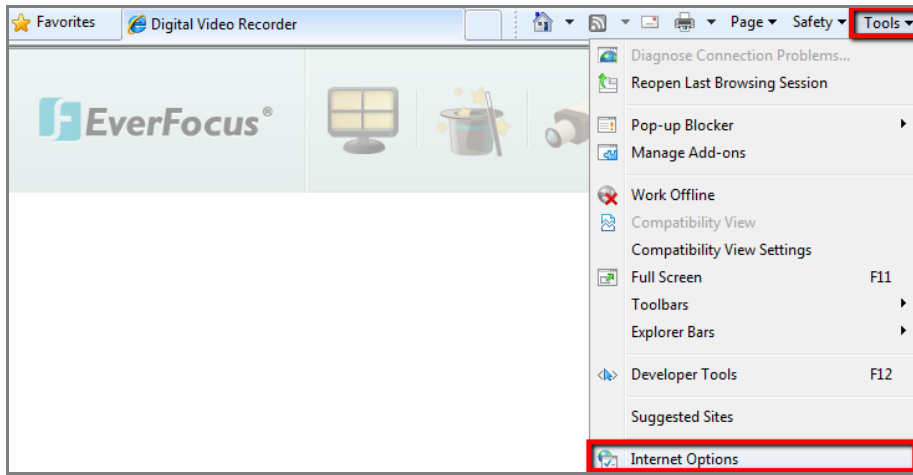 Favorites
Digital Video Recorder
Page
Safety
Tools
EverFocus®
Diagnose Connection Problems...
Reopen Last Browsing Session
Pop-up Blocker
Manage Add-ons
Work Offline
Compatibility View
Compatibility View Settings
Full Screen F11
Toolbars
Explorer Bars
Developer Tools F12
Suggested Sites
Internet Options